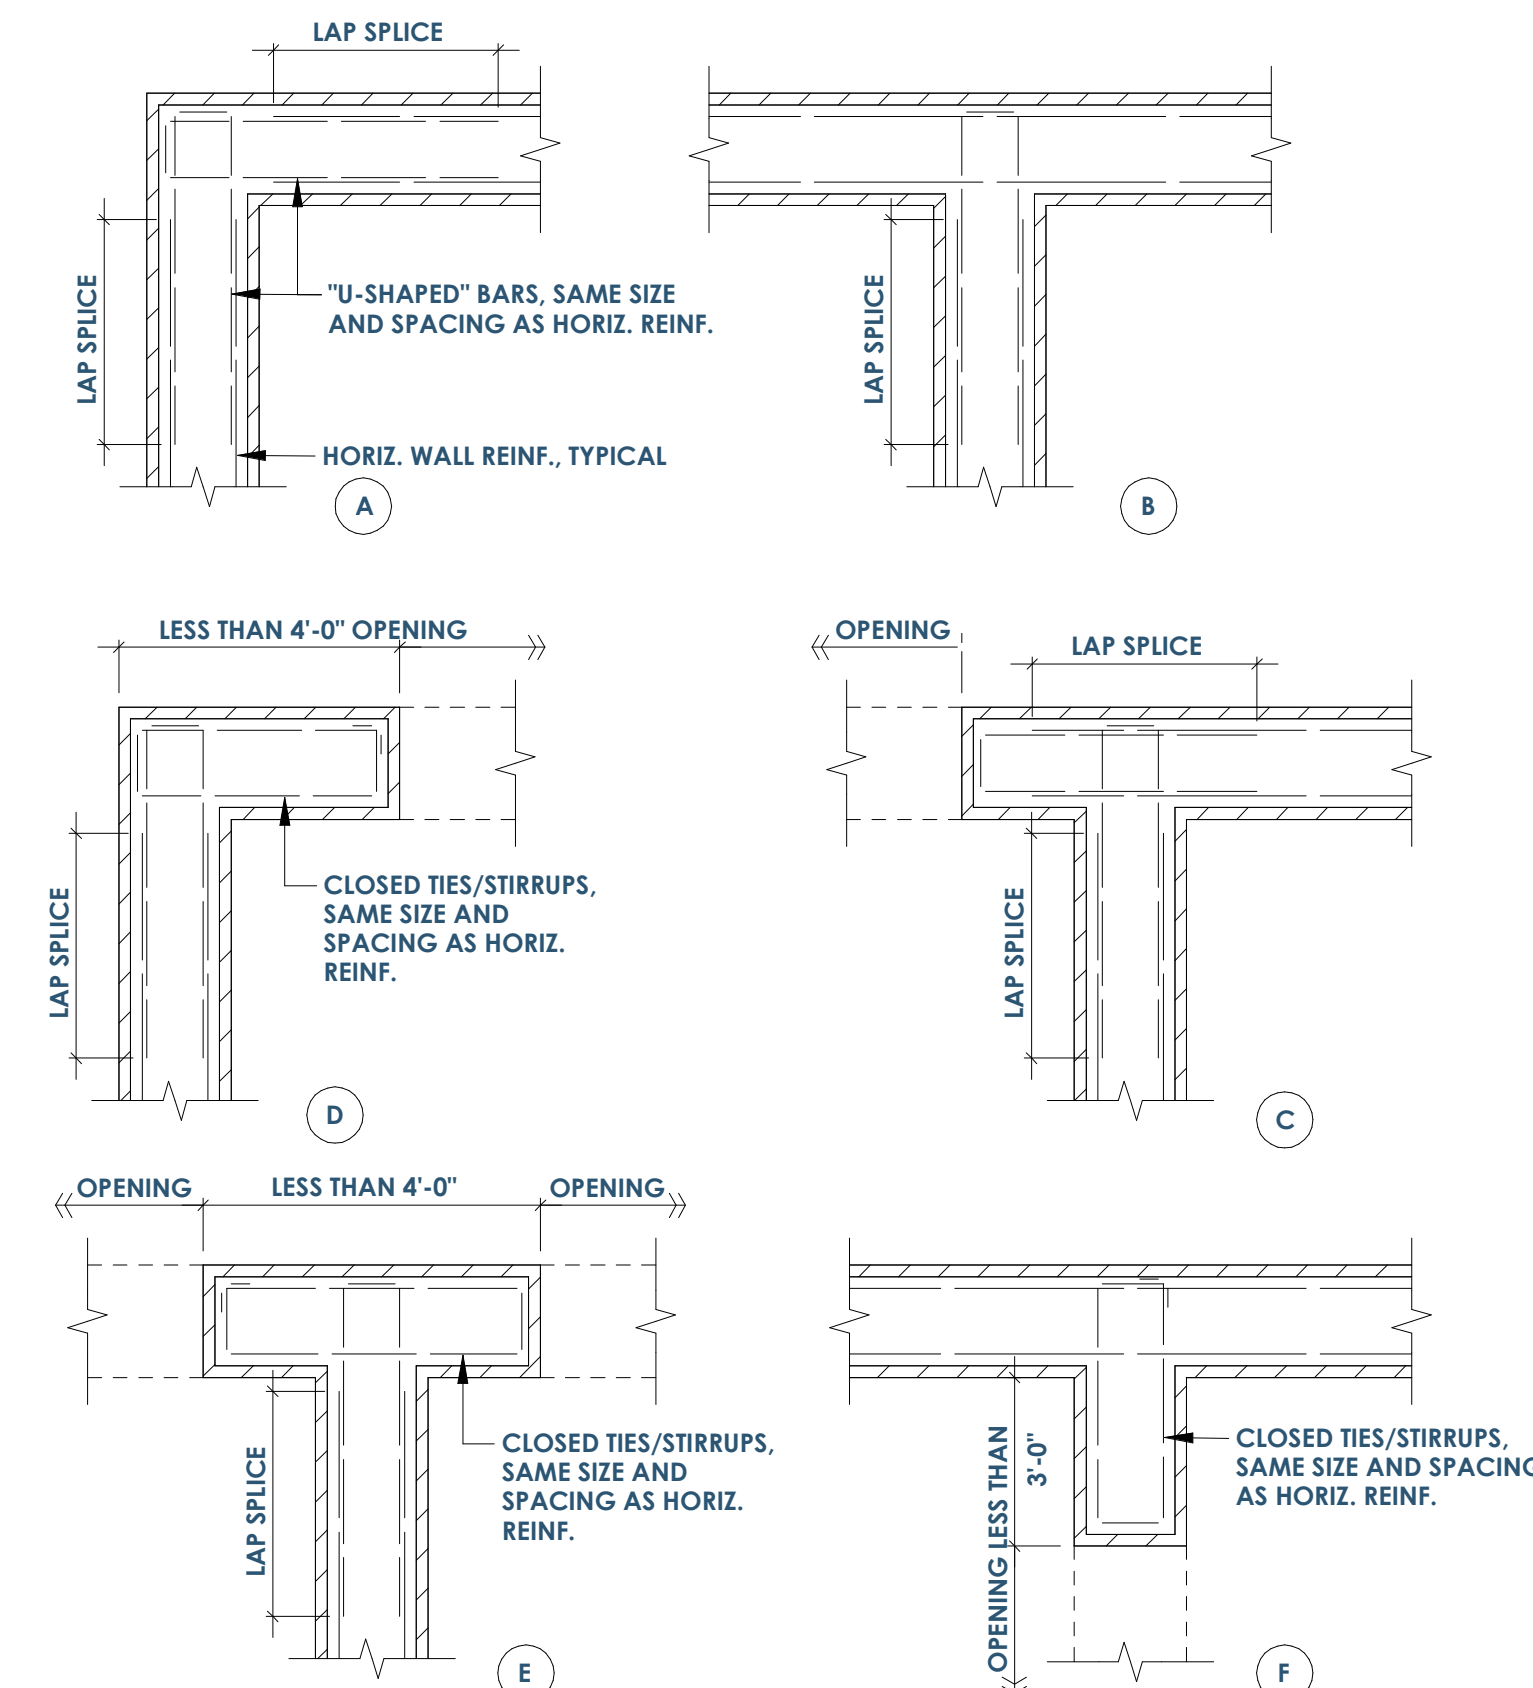 LAP SPLICE
LAP SPLICE
"U-SHAPED" BARS, SAME SIZE
AND SPACING AS HORIZ. REINF.
HORIZ. WALL REINF., TYPICAL
A
LAP SPLICE
B
LESS THAN 4'-0" OPENING
LAP SPLICE
CLOSED TIES/STIRRUPS,
SAME SIZE AND
SPACING AS HORIZ.
REINF.
D
OPENING
LAP SPLICE
LAP SPLICE
C
OPENING
LESS THAN 4'-0"
OPENING
LAP SPLICE
CLOSED TIES/STIRRUPS,
SAME SIZE AND
SPACING AS HORIZ.
REINF.
E
OPENING LESS THAN
3'-0"
CLOSED TIES/STIRRUPS,
SAME SIZE AND SPACING
AS HORIZ. REINF.
F